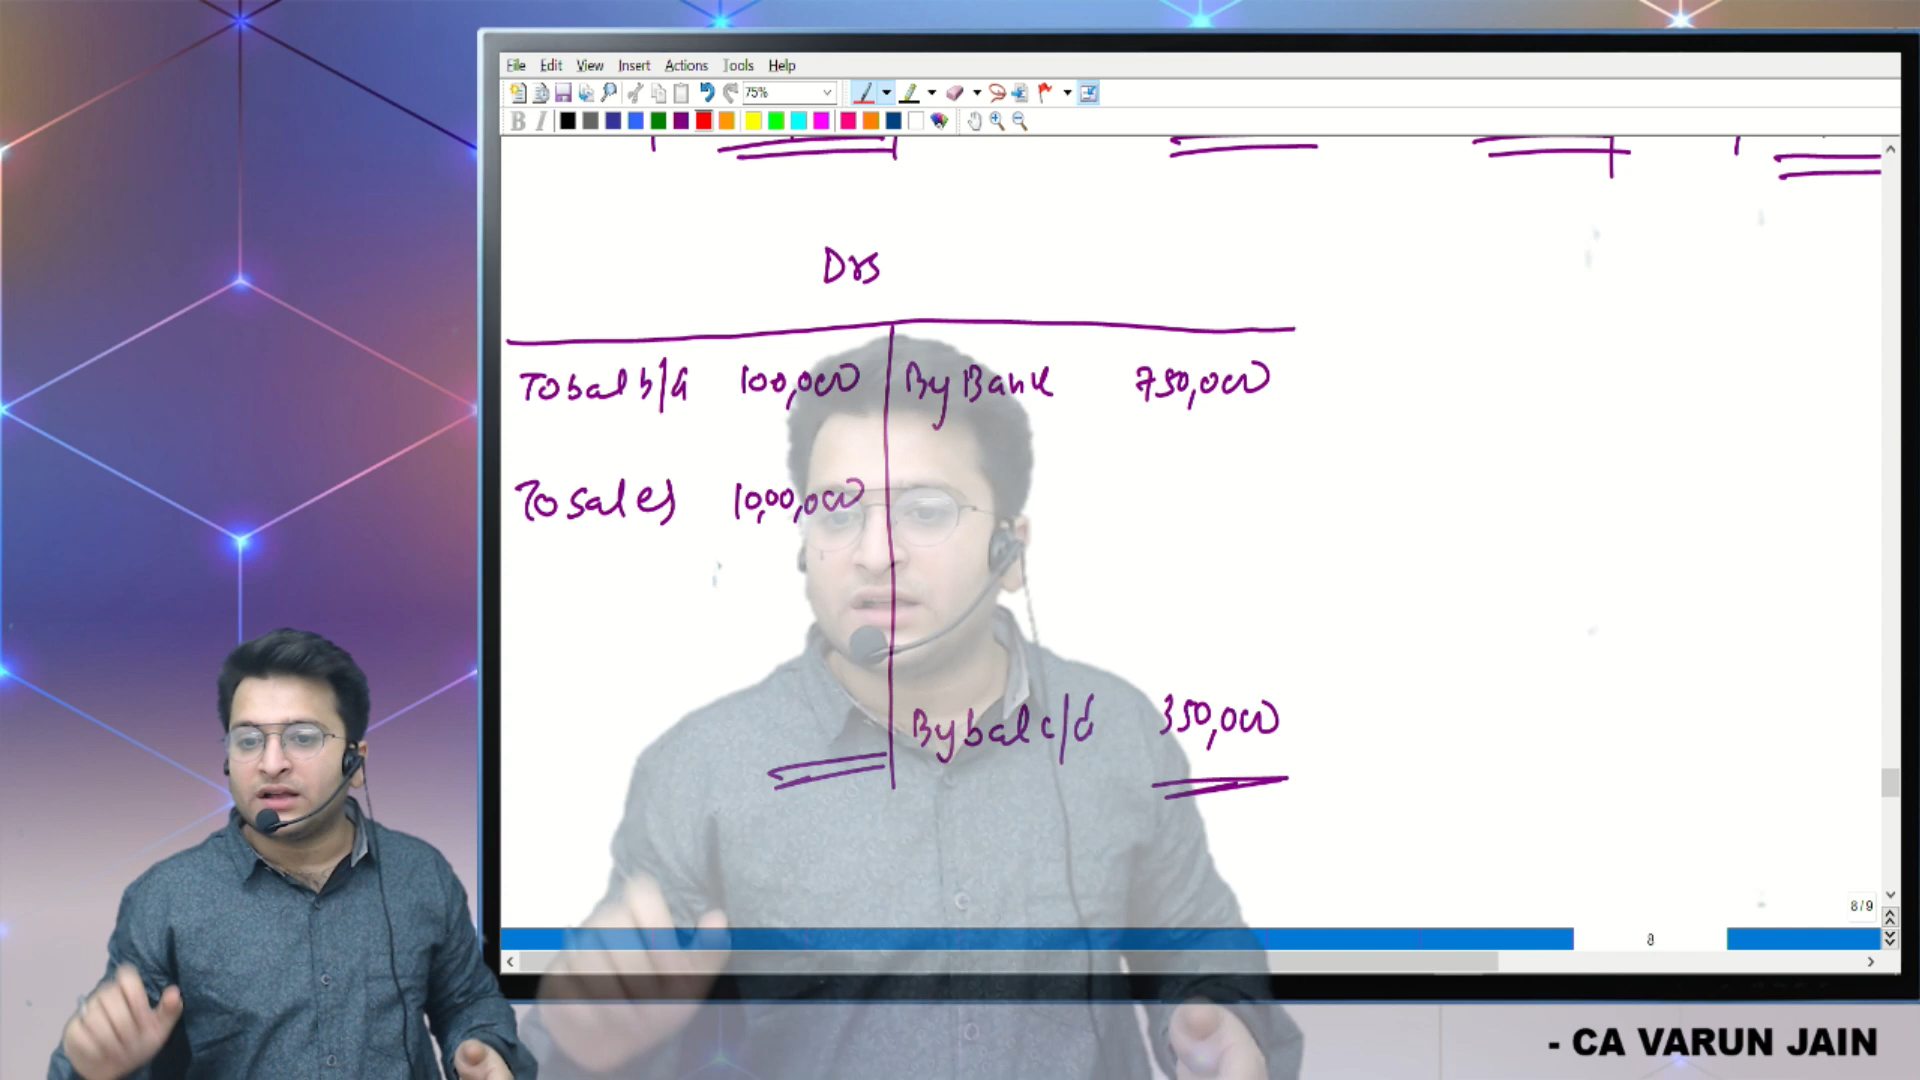 File Edit View Insert Actions Tools Help
75%
B I
Drs
To bal b/d 100,000 By Bank 750,000
To sales 10,00,000
By bal c/d 350,000
8/9
8
- CA VARUN JAIN